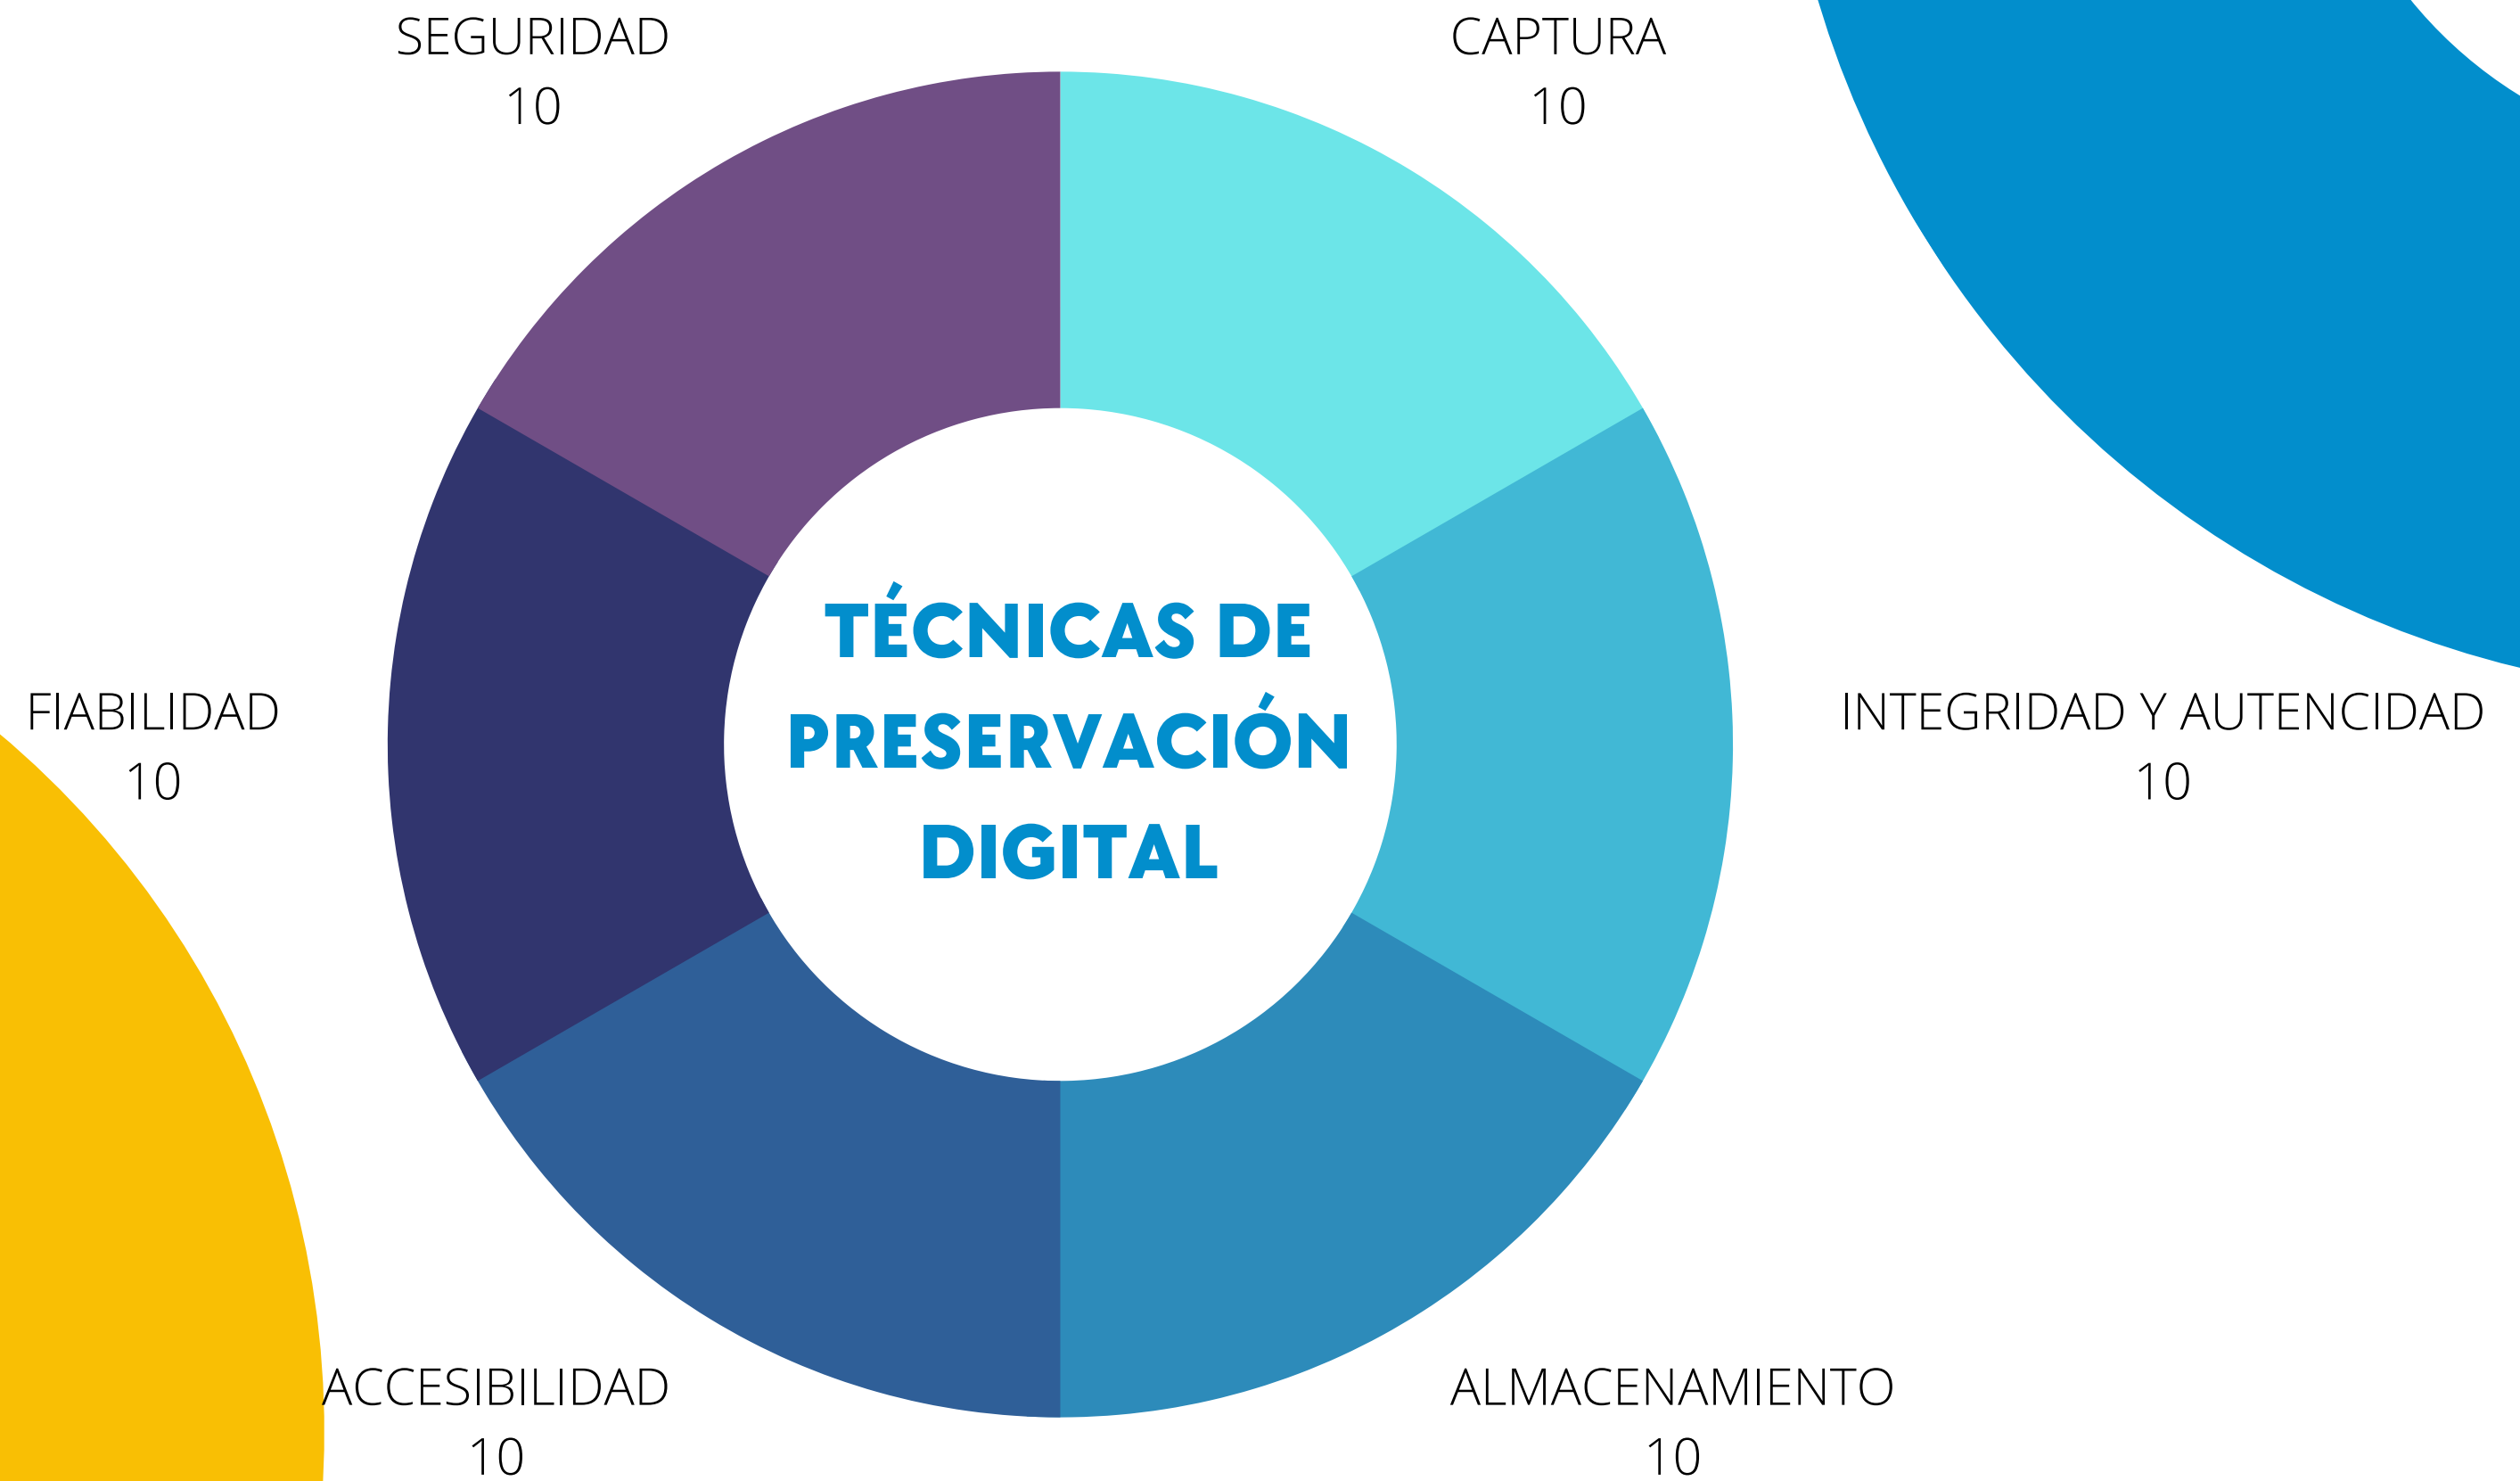 SEGURIDAD
10
CAPTURA
10
TÉCNICAS DE
PRESERVACIÓN
DIGITAL
FIABILIDAD
10
INTEGRIDAD Y AUTENCIDAD
10
ACCESIBILIDAD
10
ALMACENAMIENTO
10